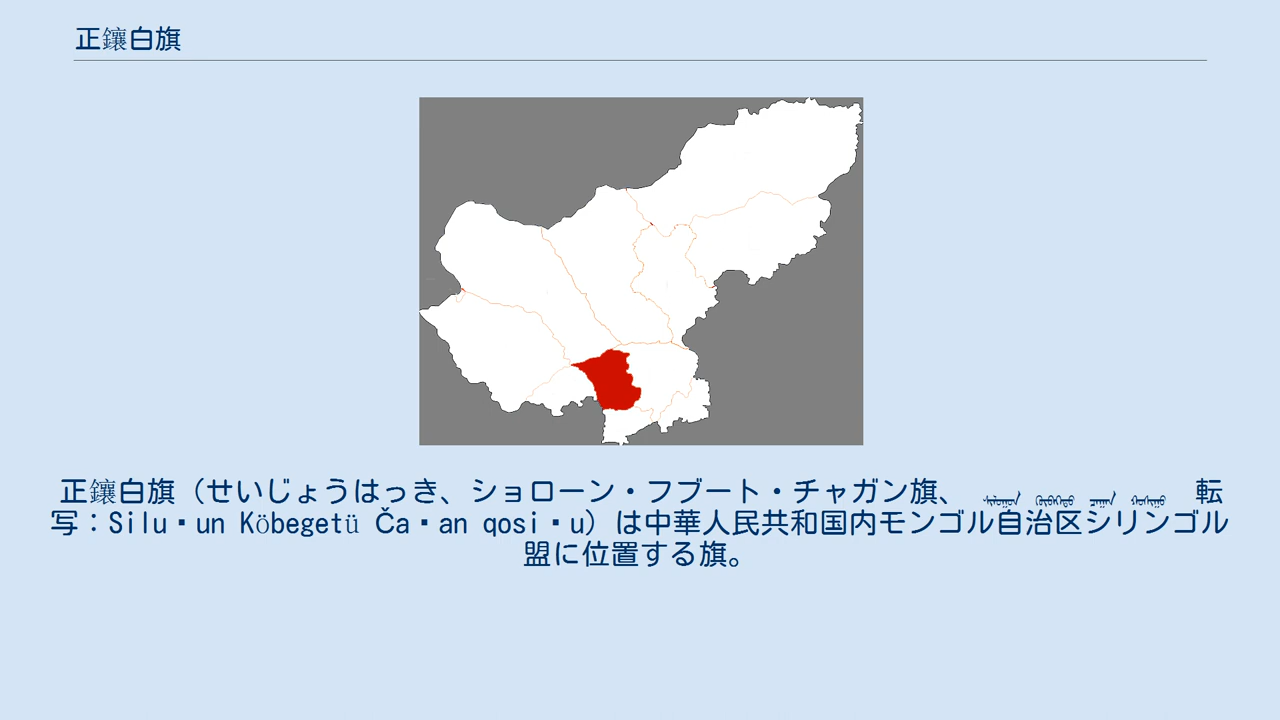 正鑲白旗
正鑲白旗（せいじょうはっき、ショローン・フブート・チャガン旗、 転
写：Silu·un Köbegetü Ča·an qosi·u）は中華人民共和国内モンゴル自治区シリンゴル
盟に位置する旗。